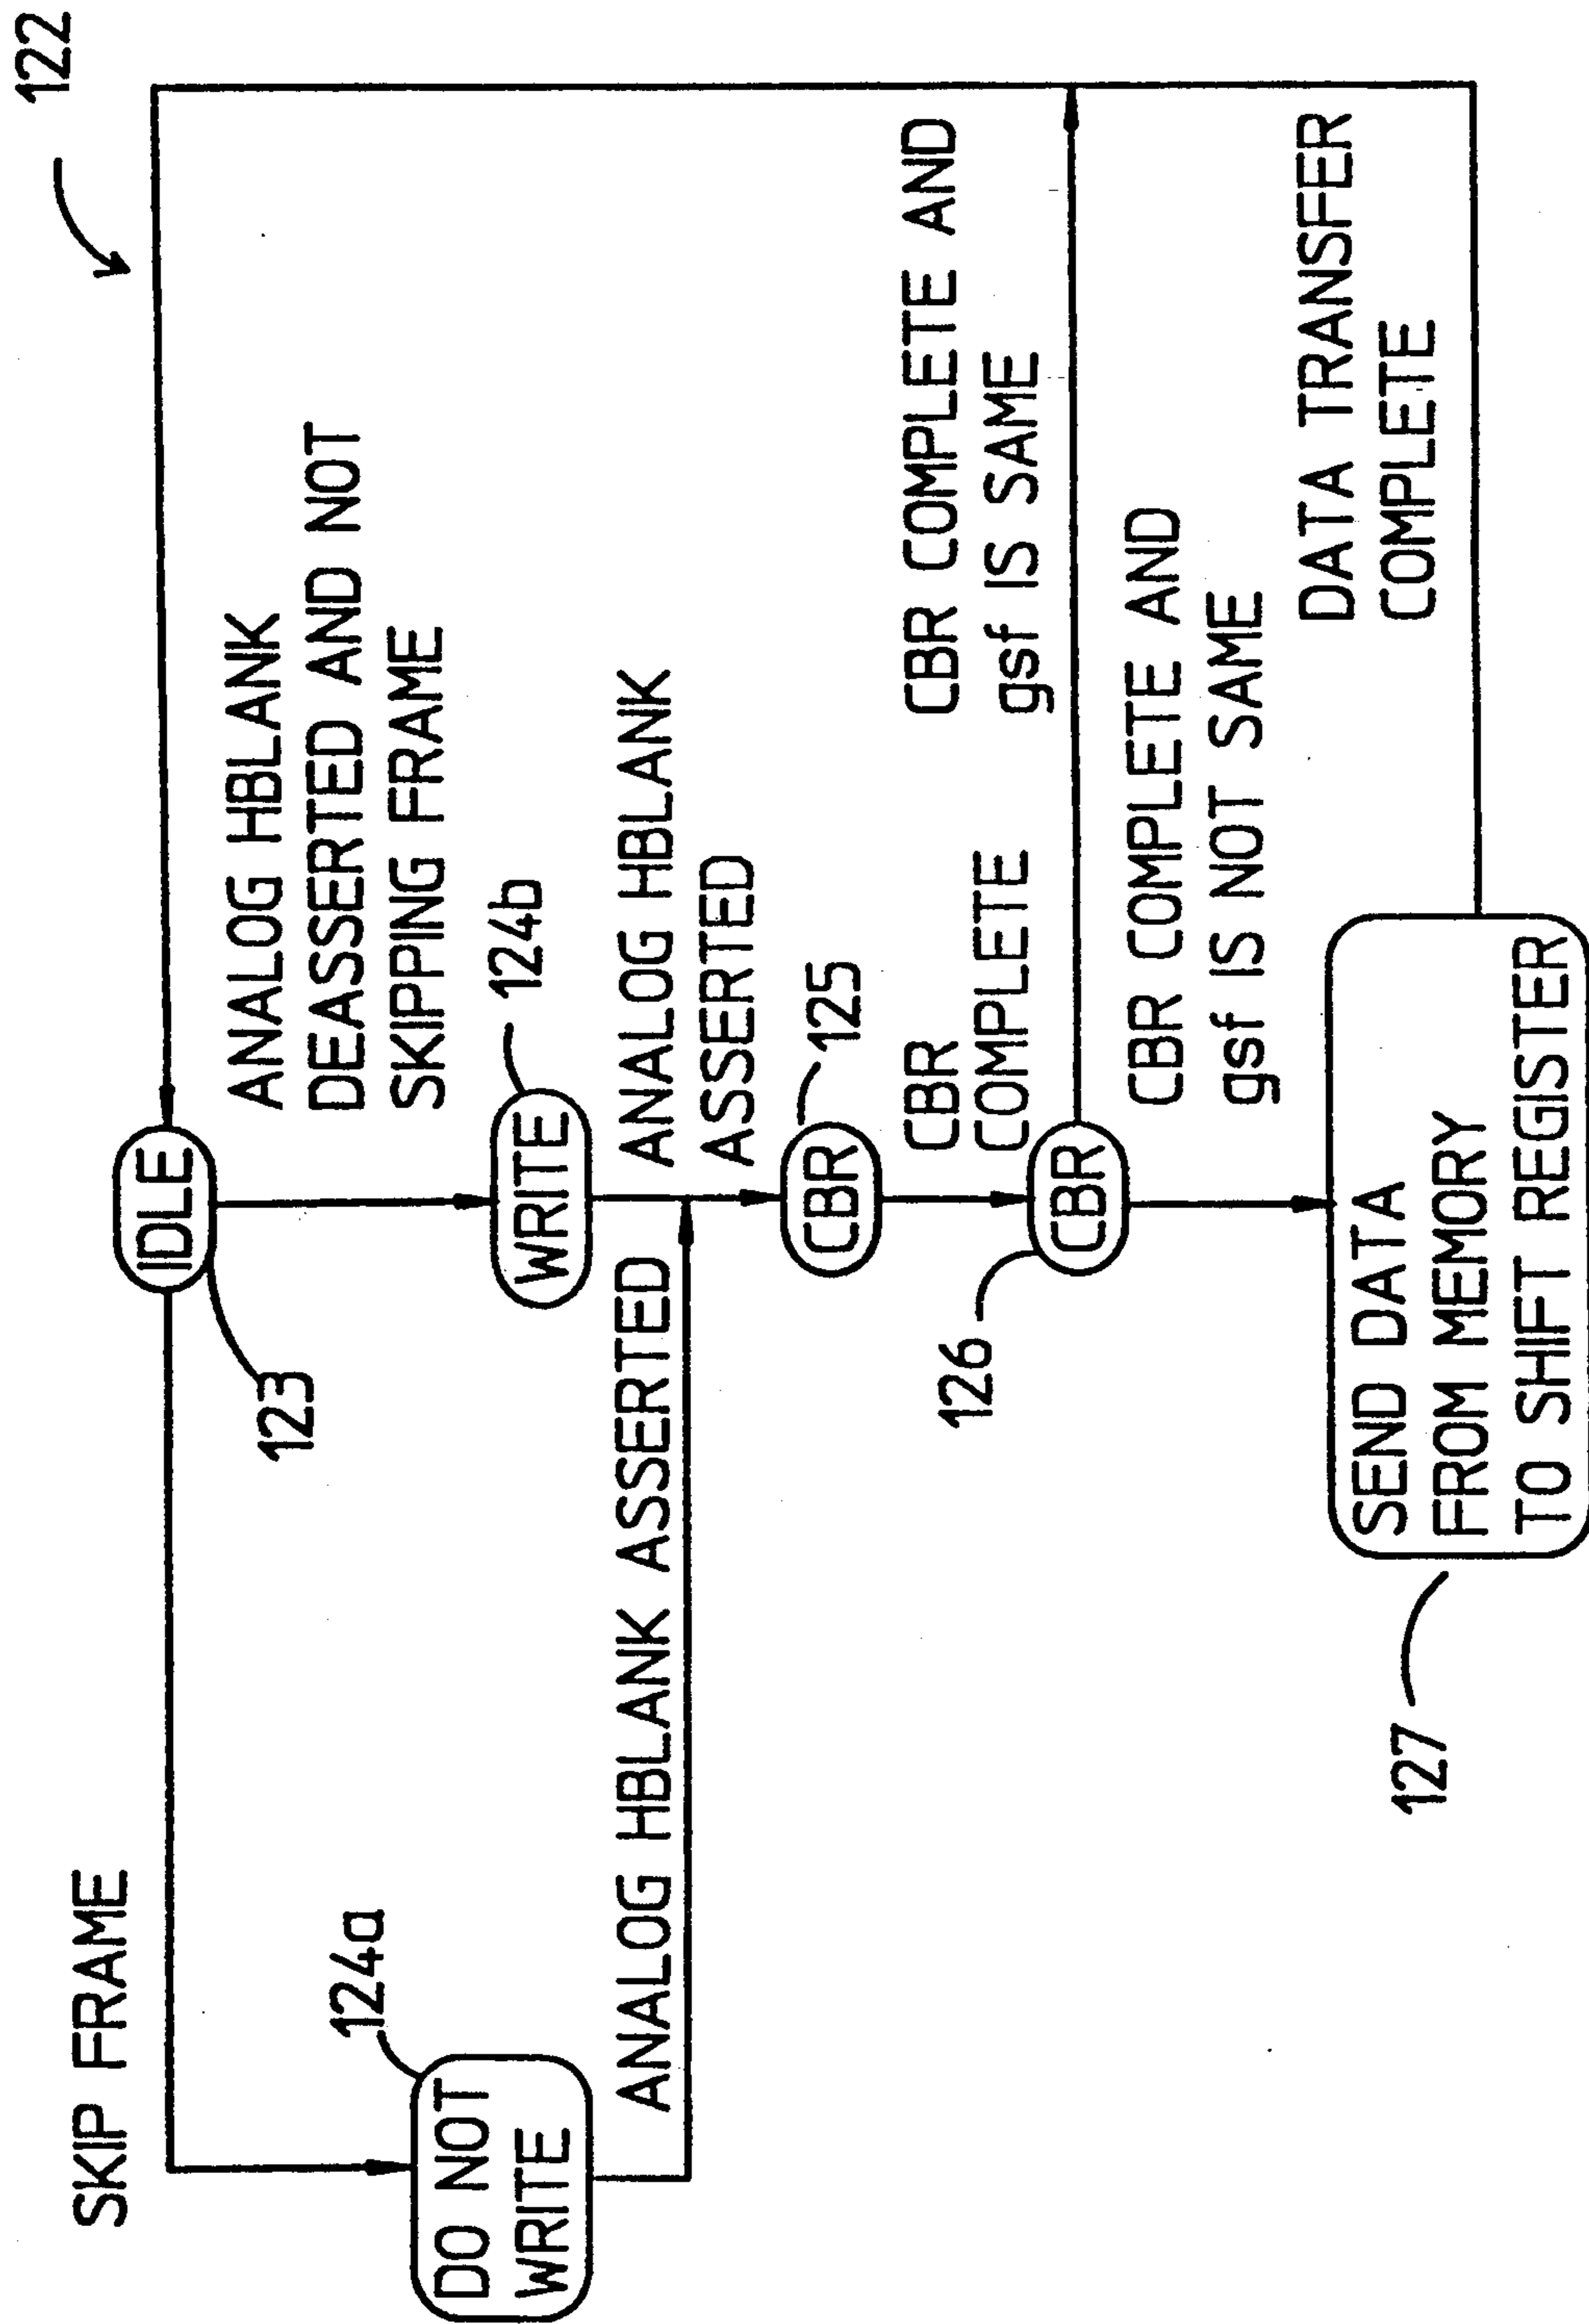 122
SKIP FRAME
IDLE
123
ANALOG HBLANK
DEASSERTED AND NOT
SKIPPING FRAME
124a
DO NOT
WRITE
124b
WRITE
ANALOG HBLANK ASSERTED
ANALOG HBLANK
ASSERTED
125
CBR
CBR
COMPLETE
CBR COMPLETE AND
gsf IS SAME
126
CBR
CBR COMPLETE AND
gsf IS NOT SAME
DATA TRANSFER
COMPLETE
127
SEND DATA
FROM MEMORY
TO SHIFT REGISTER